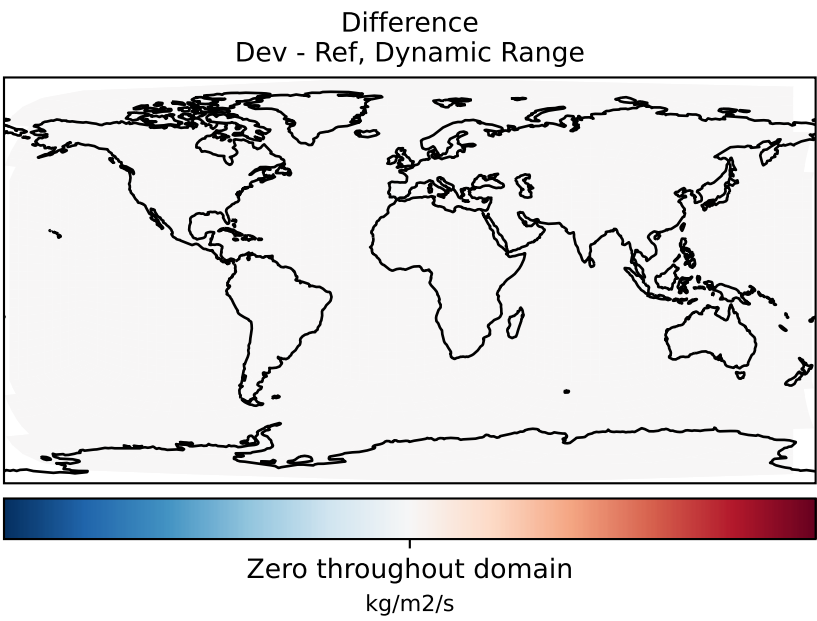 Difference
Dev - Ref, Dynamic Range
Zero throughout domain
kg/m2/s